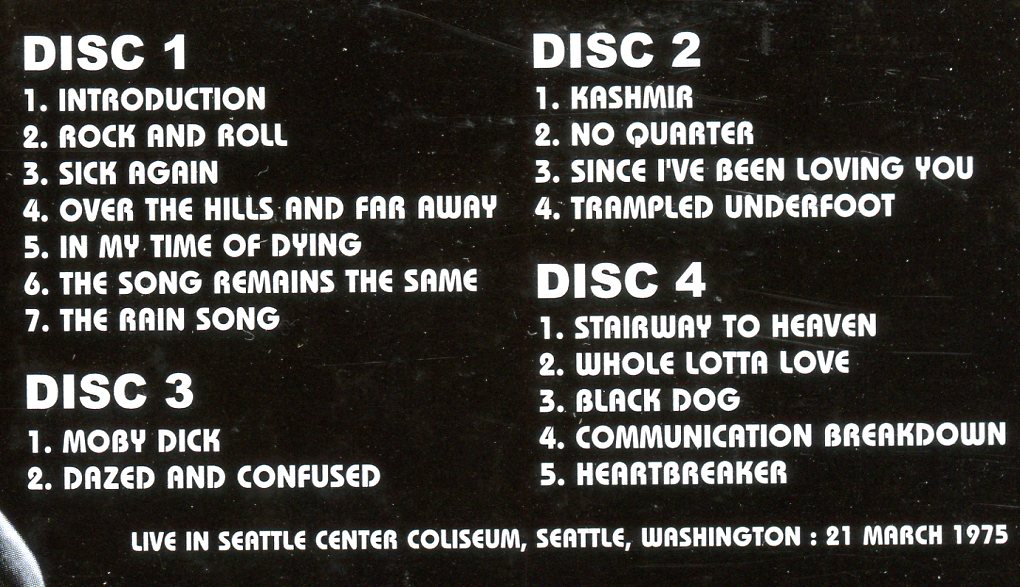 DISC 1
1. INTRODUCTION
2. ROCK AND ROLL
3. SICK AGAIN
4. OVER THE HILLS AND FAR AWAY
5. IN MY TIME OF DYING
6. THE SONG REMAINS THE SAME
7. THE RAIN SONG
DISC 2
1. KASHMIR
2. NO QUARTER
3. SINCE I'VE BEEN LOVING YOU
4. TRAMPLED UNDERFOOT
DISC 3
1. MOBY DICK
2. DAZED AND CONFUSED
DISC 4
1. STAIRWAY TO HEAVEN
2. WHOLE LOTTA LOVE
3. BLACK DOG
4. COMMUNICATION BREAKDOWN
5. HEARTBREAKER
LIVE IN SEATTLE CENTER COLISEUM, SEATTLE, WASHINGTON : 21 MARCH 1975